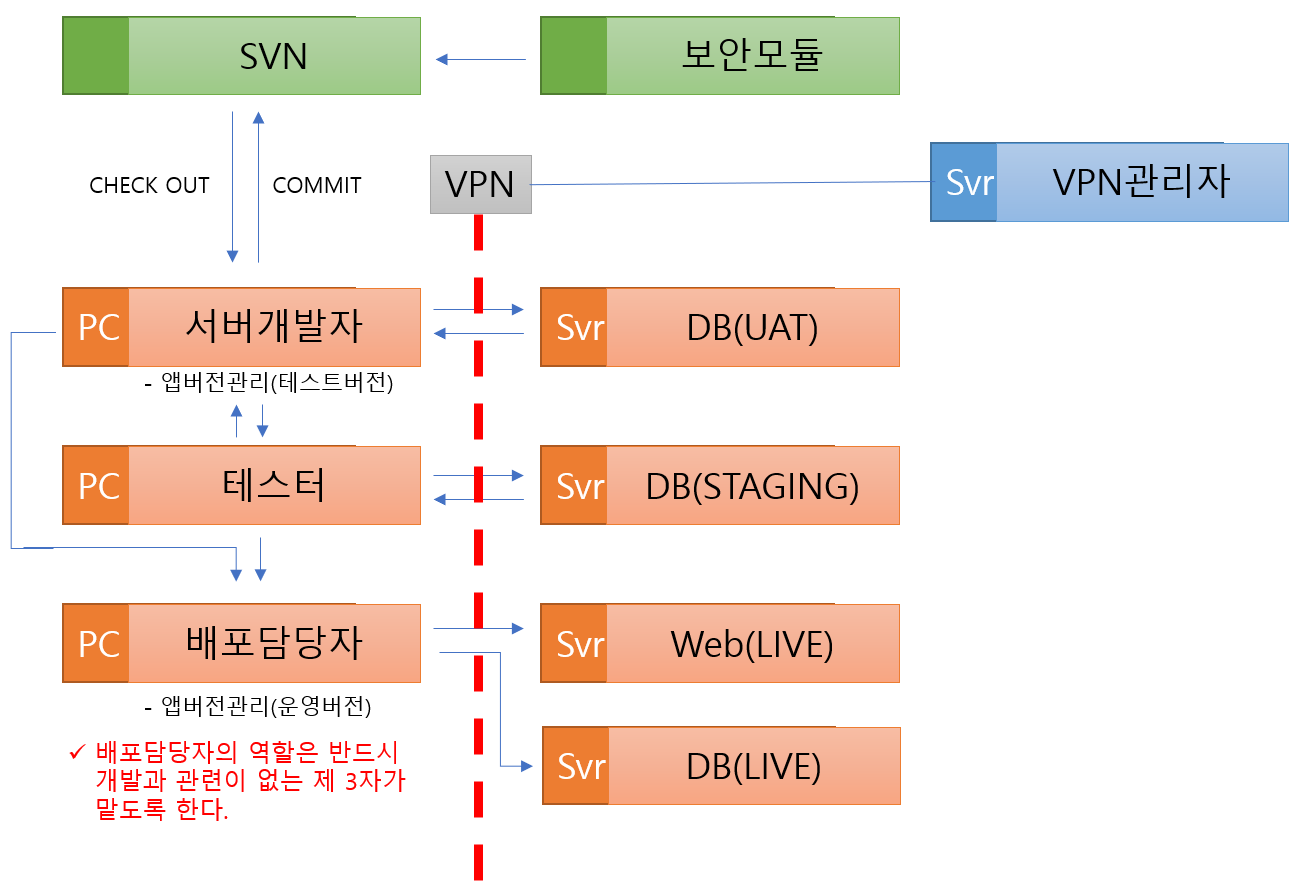 SVN
보안모듈
CHECK OUT
COMMIT
VPN
Svr
VPN관리자
PC
서버개발자
Svr
DB(UAT)
- 앱버전관리(테스트버전)
PC
테스터
Svr
DB(STAGING)
PC
배포담당자
Svr
Web(LIVE)
- 앱버전관리(운영버전)
✓ 배포담당자의 역할은 반드시
개발과 관련이 없는 제 3자가
맡도록 한다.
Svr
DB(LIVE)